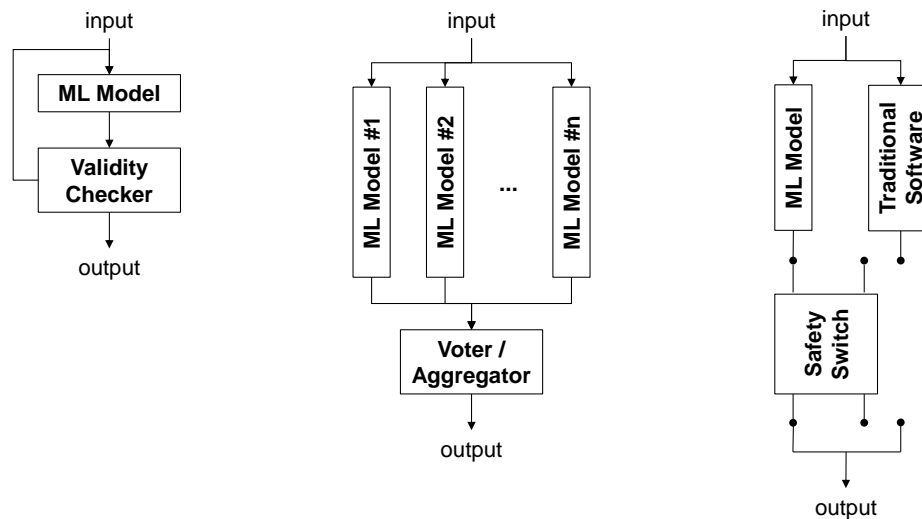 input
ML Model
Validity
Checker
output
input
ML Model #1
ML Model #2
...
ML Model #n
Voter /
Aggregator
output
input
ML Model
Traditional
Software
Safety
Switch
output